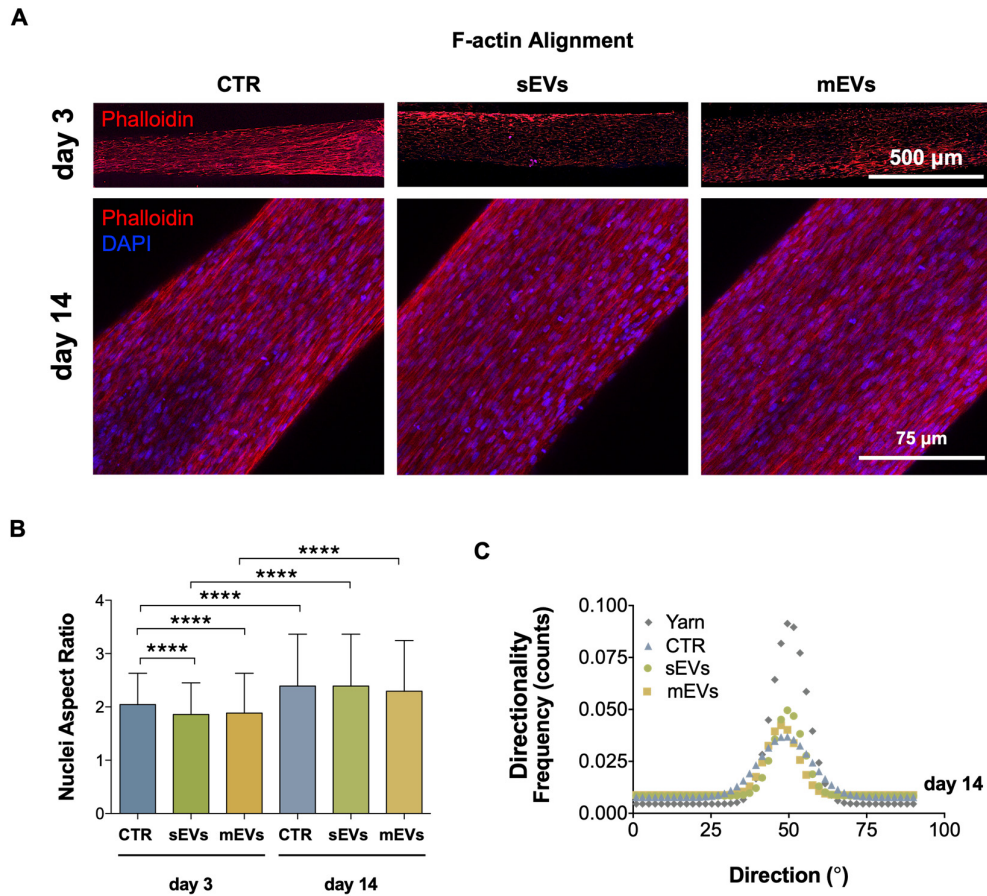 A
F-actin Alignment
CTR
sEVs
mEVs
day 3
Phalloidin
500 µm
day 14
Phalloidin
DAPI
75 µm
B
Nuclei Aspect Ratio
4
3
2
1
0
****
****
****
****
****
CTR
sEVs
mEVs
CTR
sEVs
mEVs
day 3
day 14
C
Directionality
Frequency (counts)
0.100
0.075
0.050
0.025
0.000
Yarn
CTR
sEVs
mEVs
day 14
0
25
50
75
100
Direction (°)